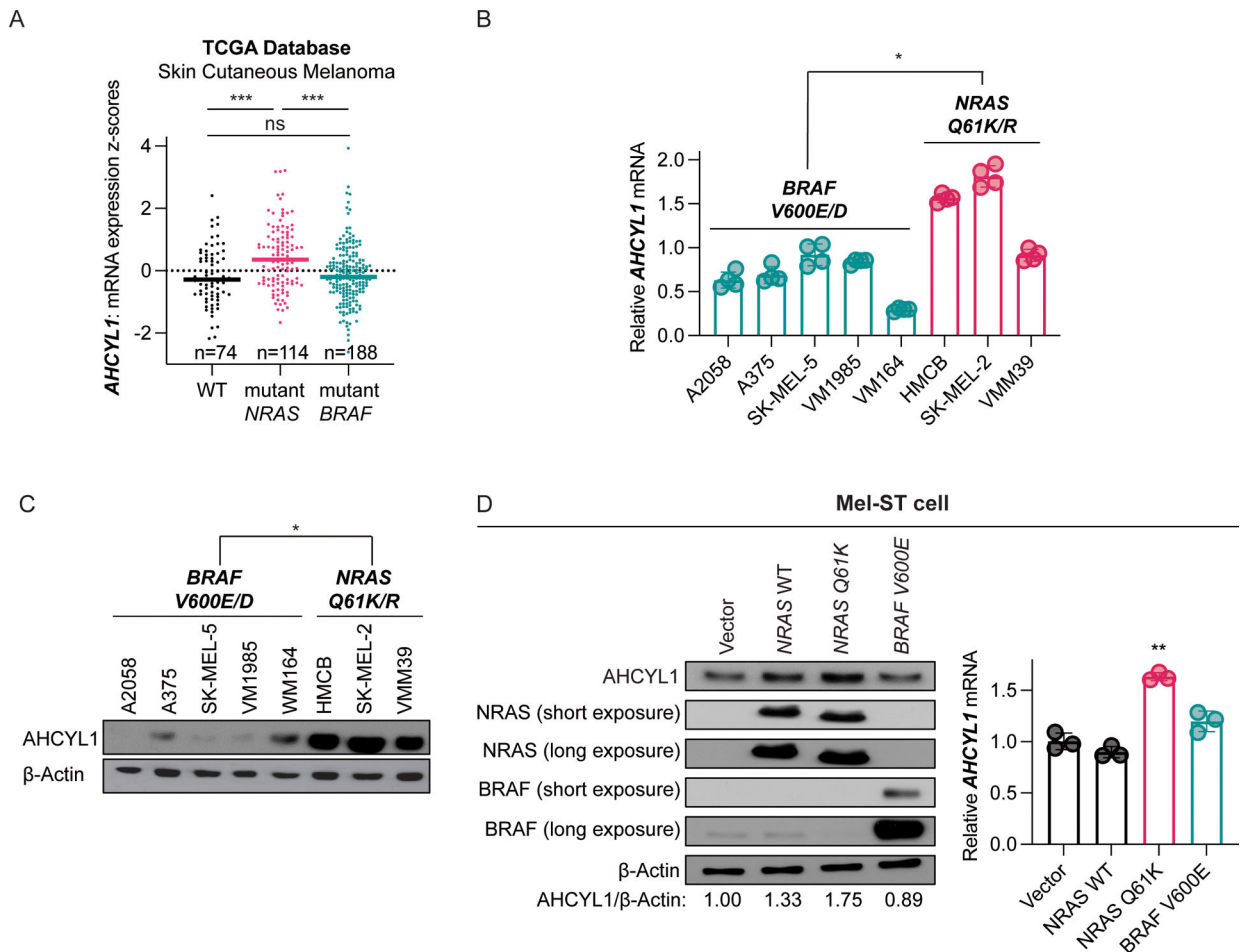 A
TCGA Database
Skin Cutaneous Melanoma
*** ***
ns
AHCYL1: mRNA expression z-scores
4
2
0
-2
n=74 n=114 n=188
WT mutant mutant
NRAS BRAF
B
*
NRAS
Q61K/R
BRAF
V600E/D
Relative AHCYL1 mRNA
2.0
1.5
1.0
0.5
0.0
A2058
A375
SK-MEL-5
VM1985
VM164
HMCB
SK-MEL-2
VMM39
C
*
BRAF NRAS
V600E/D Q61K/R
A2058
A375
SK-MEL-5
VM1985
WM164
HMCB
SK-MEL-2
VMM39
AHCYL1
β-Actin
D
Mel-ST cell
Vector
NRAS WT
NRAS Q61K
BRAF V600E
AHCYL1
NRAS (short exposure)
NRAS (long exposure)
BRAF (short exposure)
BRAF (long exposure)
β-Actin
AHCYL1/β-Actin: 1.00 1.33 1.75 0.89
**
Relative AHCYL1 mRNA
1.5
1.0
0.5
0.0
Vector
NRAS WT
NRAS Q61K
BRAF V600E